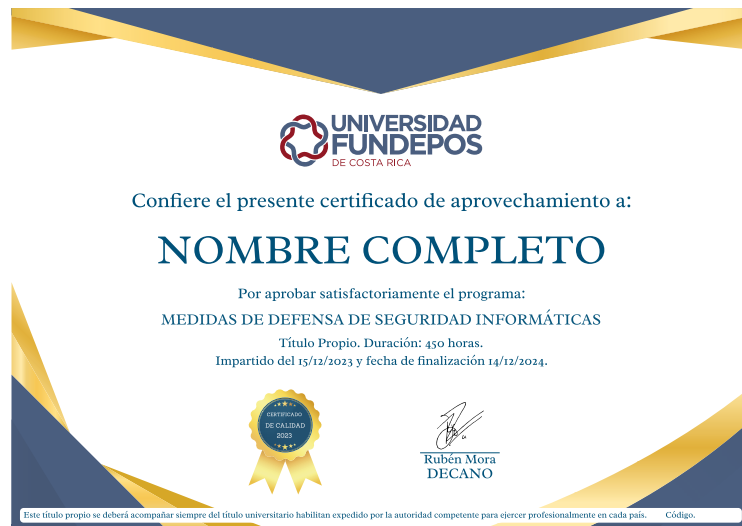 UNIVERSIDAD
FUNDEPOS
DE COSTA RICA
Confiere el presente certificado de aprovechamiento a:
NOMBRE COMPLETO
Por aprobar satisfactoriamente el programa:
MEDIDAS DE DEFENSA DE SEGURIDAD INFORMÁTICAS
Título Propio. Duración: 450 horas.
Impartido del 15/12/2023 y fecha de finalización 14/12/2024.
CERTIFICADO
DE CALIDAD
2023
Rubén Mora
DECANO
Este título propio se deberá acompañar siempre del título universitario habilitan expedido por la autoridad competente para ejercer profesionalmente en cada país. Código.